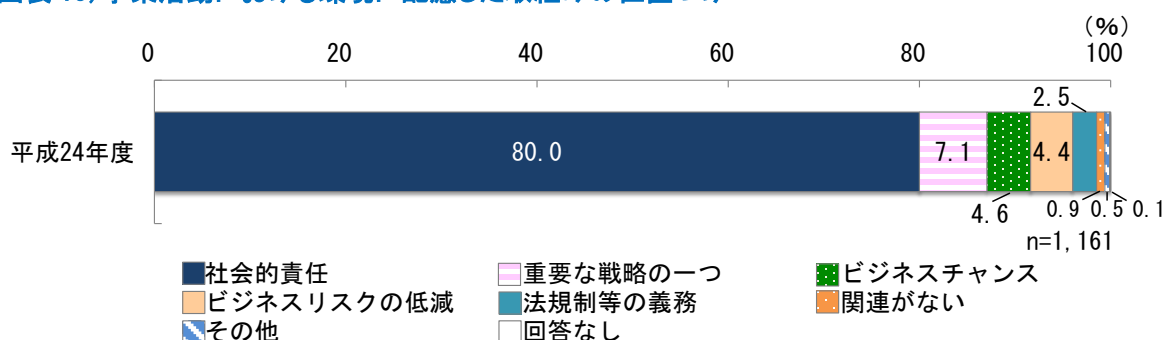 (%)
0 20 40 60 80 100
2.5
平成24年度 80.0 7.1 4.4
4.6 0.9 0.5 0.1
n=1,161
社会的責任 重要な戦略の一つ ビジネスチャンス
ビジネスリスクの低減 法規制等の義務 関連がない
その他 回答なし